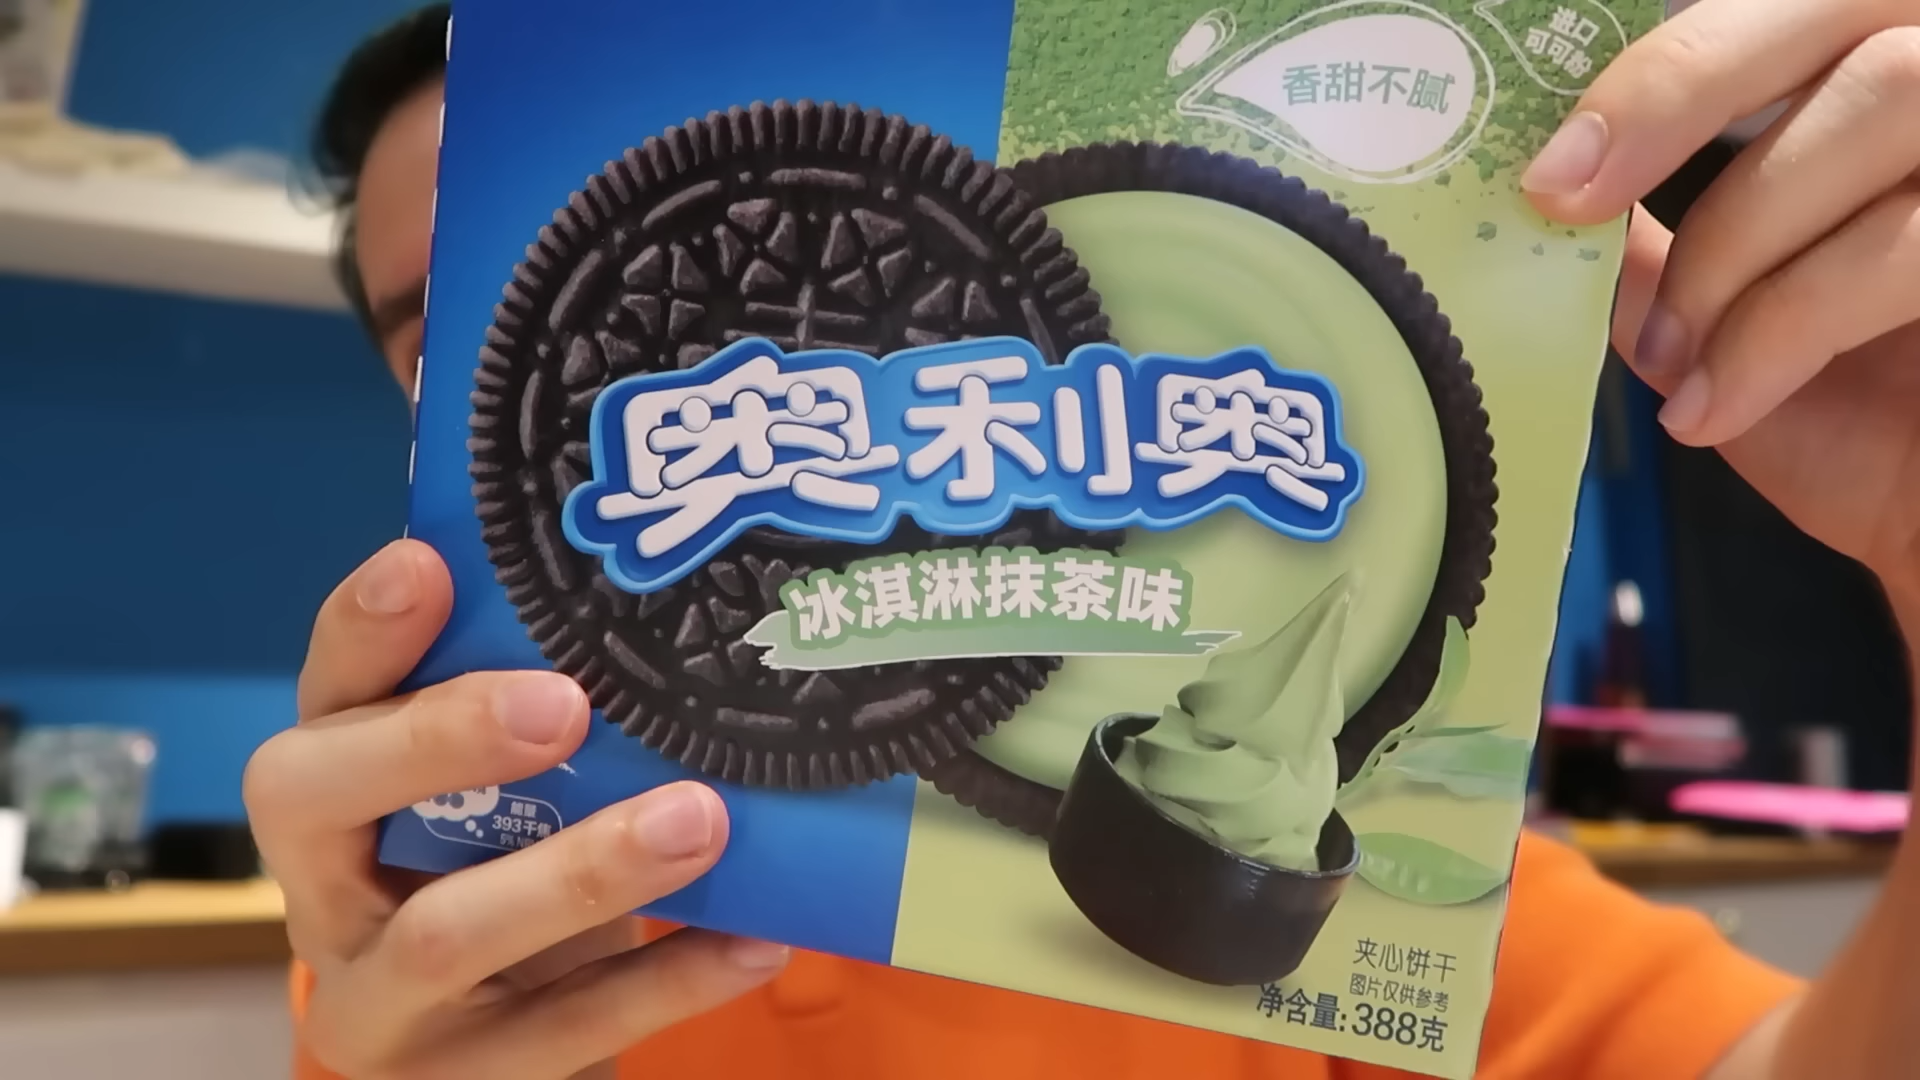 进口
可可粉
香甜不腻
奥利奥
冰淇淋抹茶味
能量
393千焦
夹心饼干
图片仅供参考
净含量:388克